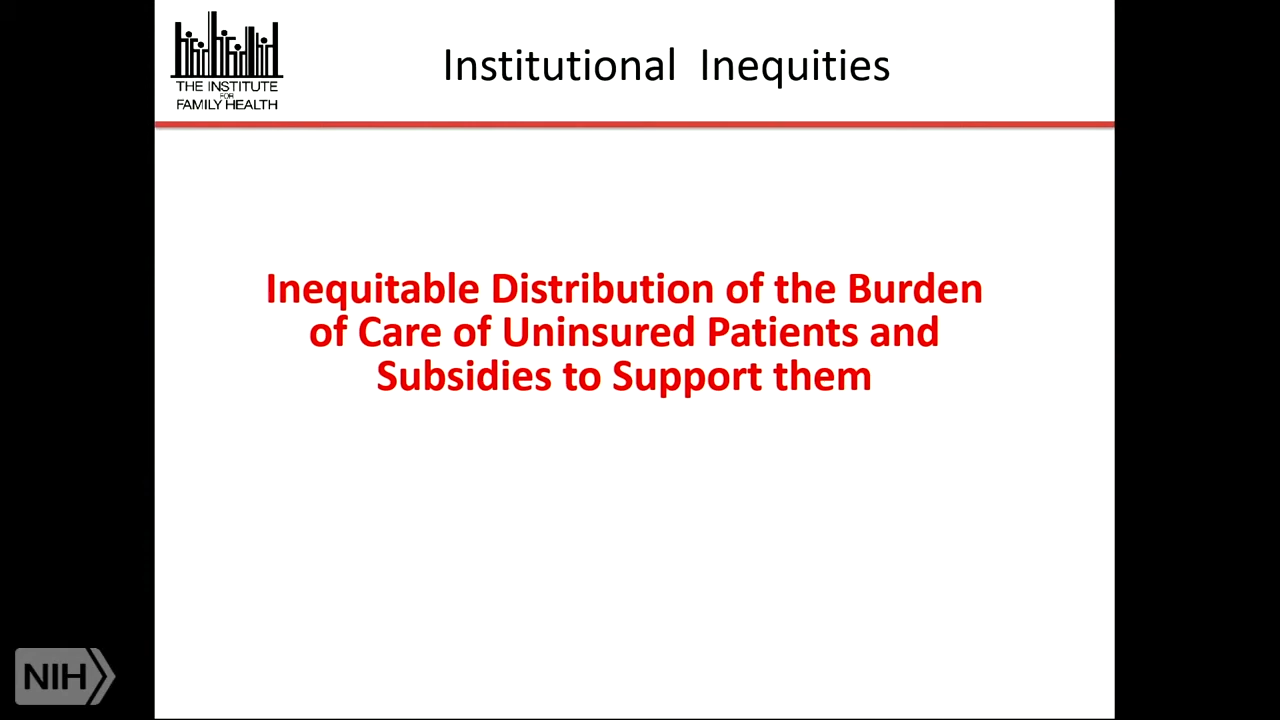 THE INSTITUTE
FOR
FAMILY HEALTH
Institutional Inequities
Inequitable Distribution of the Burden
of Care of Uninsured Patients and
Subsidies to Support them
NIH